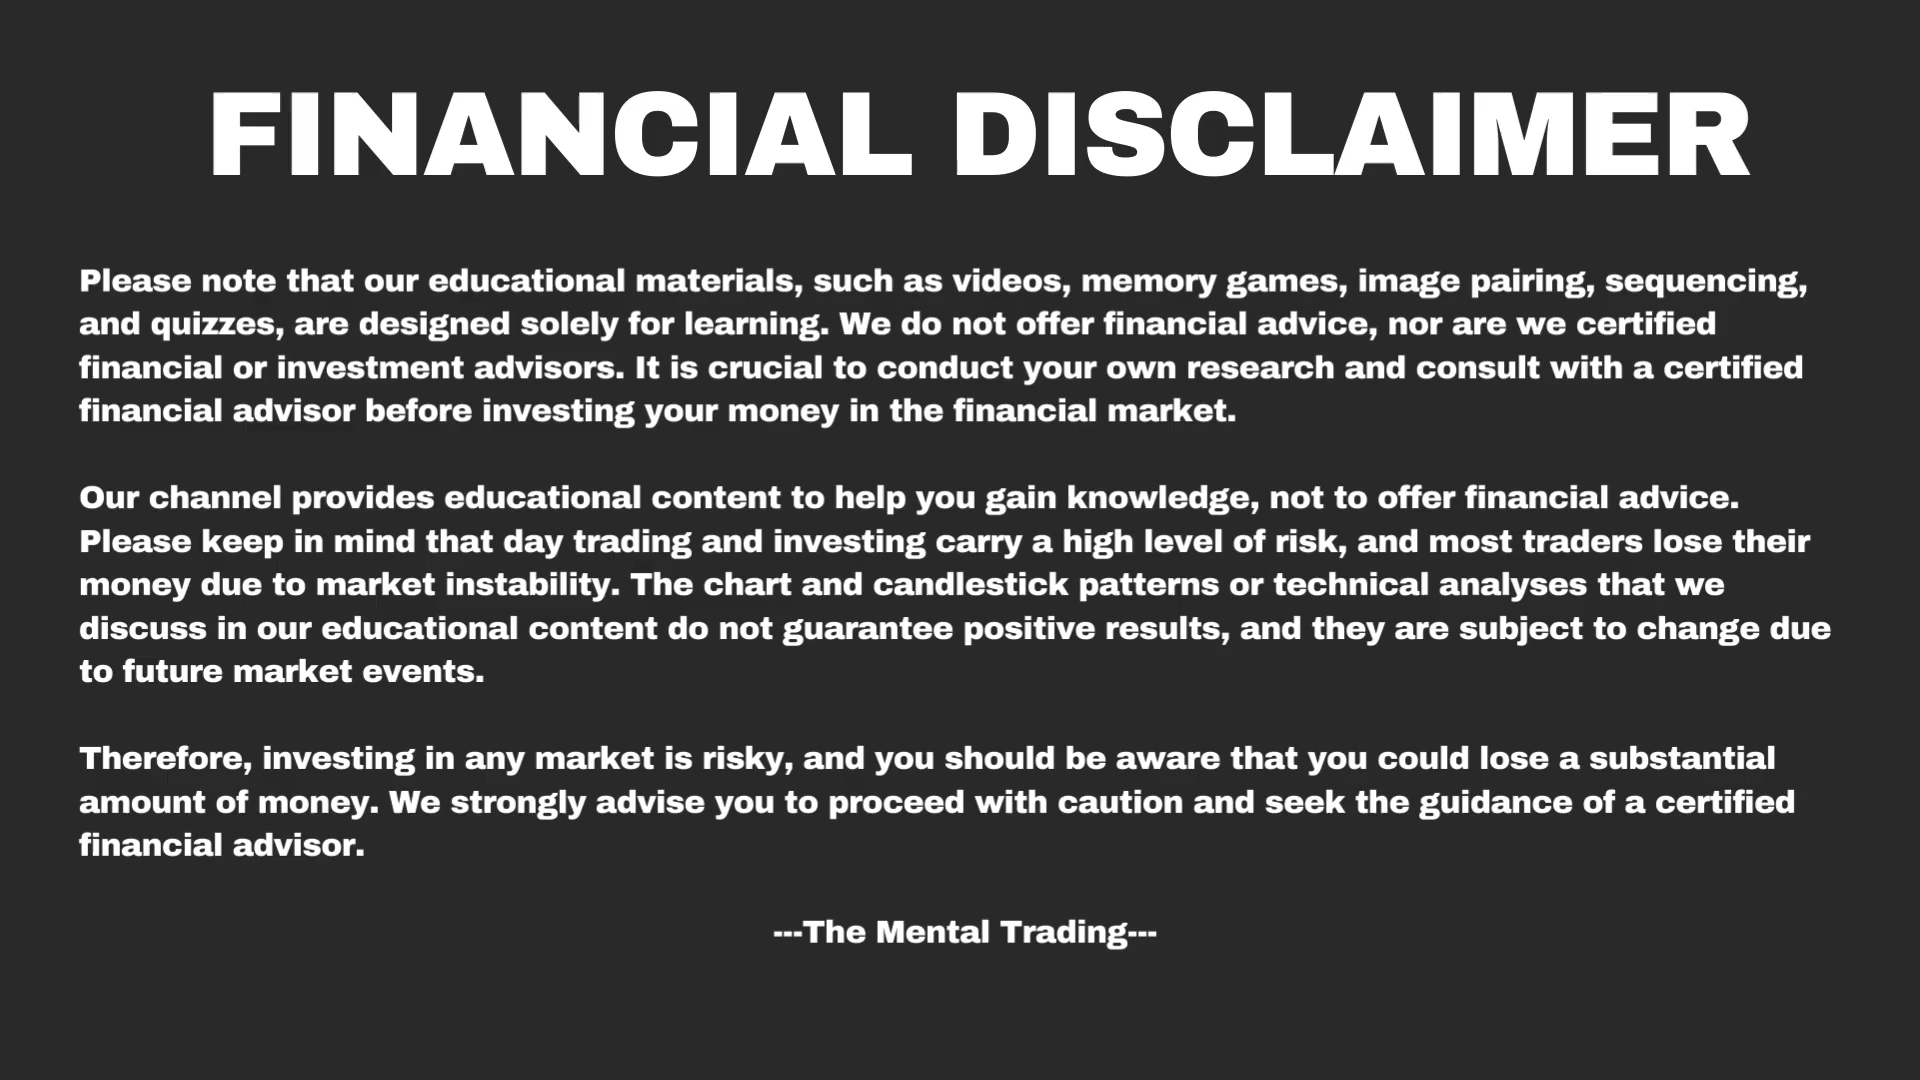 FINANCIAL DISCLAIMER
Please note that our educational materials, such as videos, memory games, image pairing, sequencing,
and quizzes, are designed solely for learning. We do not offer financial advice, nor are we certified
financial or investment advisors. It is crucial to conduct your own research and consult with a certified
financial advisor before investing your money in the financial market.
Our channel provides educational content to help you gain knowledge, not to offer financial advice.
Please keep in mind that day trading and investing carry a high level of risk, and most traders lose their
money due to market instability. The chart and candlestick patterns or technical analyses that we
discuss in our educational content do not guarantee positive results, and they are subject to change due
to future market events.
Therefore, investing in any market is risky, and you should be aware that you could lose a substantial
amount of money. We strongly advise you to proceed with caution and seek the guidance of a certified
financial advisor.
---The Mental Trading---